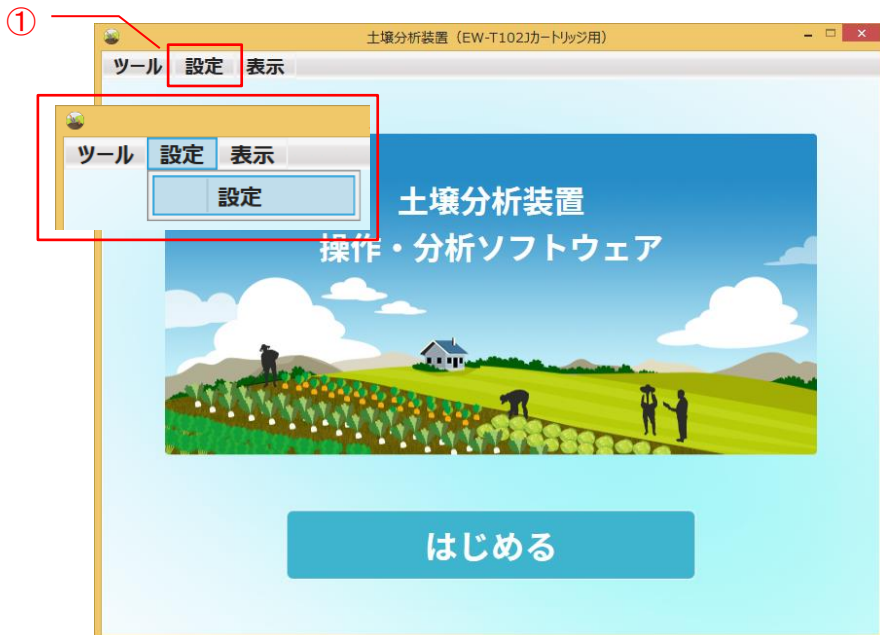 ①
土壌分析装置（EW-T102Jカートリッジ用）
ツール 設定 表示
ツール 設定 表示
設定
土壌分析装置
操作・分析ソフトウェア
はじめる